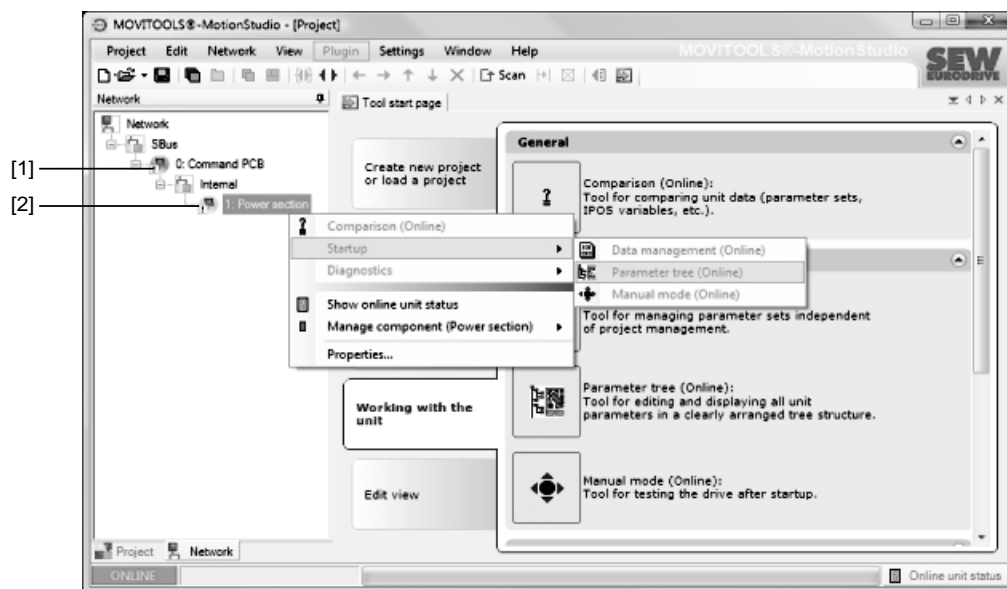 MOVITOOLS®-MotionStudio - [Project]
Project Edit Network View Plugin Settings Window Help
MOVITOOLS®-MotionStudio
SEW
EURODRIVE
Scan
Network
Tool start page
Network
SBus
[1]
0: Command PCB
Internal
[2]
1: Power section
Create new project
or load a project
General
Comparison (Online):
Tool for comparing unit data (parameter sets,
IPOS variables, etc.).
Comparison (Online)
Startup
Diagnostics
Show online unit status
Manage component (Power section)
Properties...
Data management (Online)
Parameter tree (Online)
Manual mode (Online)
Tool for managing parameter sets independent
of project management.
Working with the
unit
Parameter tree (Online):
Tool for editing and displaying all unit
parameters in a clearly arranged tree structure.
Edit view
Manual mode (Online):
Tool for testing the drive after startup.
Project Network
ONLINE
Online unit status